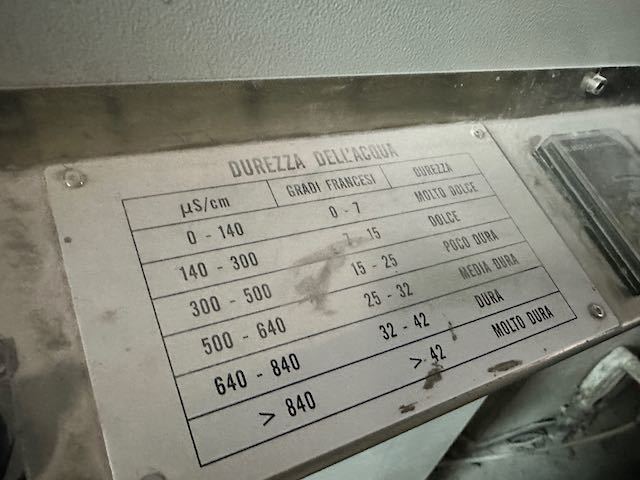 DUREZZA DELL'ACQUA
µS/cm GRADI FRANCESI DUREZZA
0 - 140 0 - 7 MOLTO DOLCE
140 - 300 7 - 15 DOLCE
300 - 500 15 - 25 POCO DURA
500 - 640 25 - 32 MEDIA DURA
640 - 840 32 - 42 DURA
> 840 > 42 MOLTO DURA